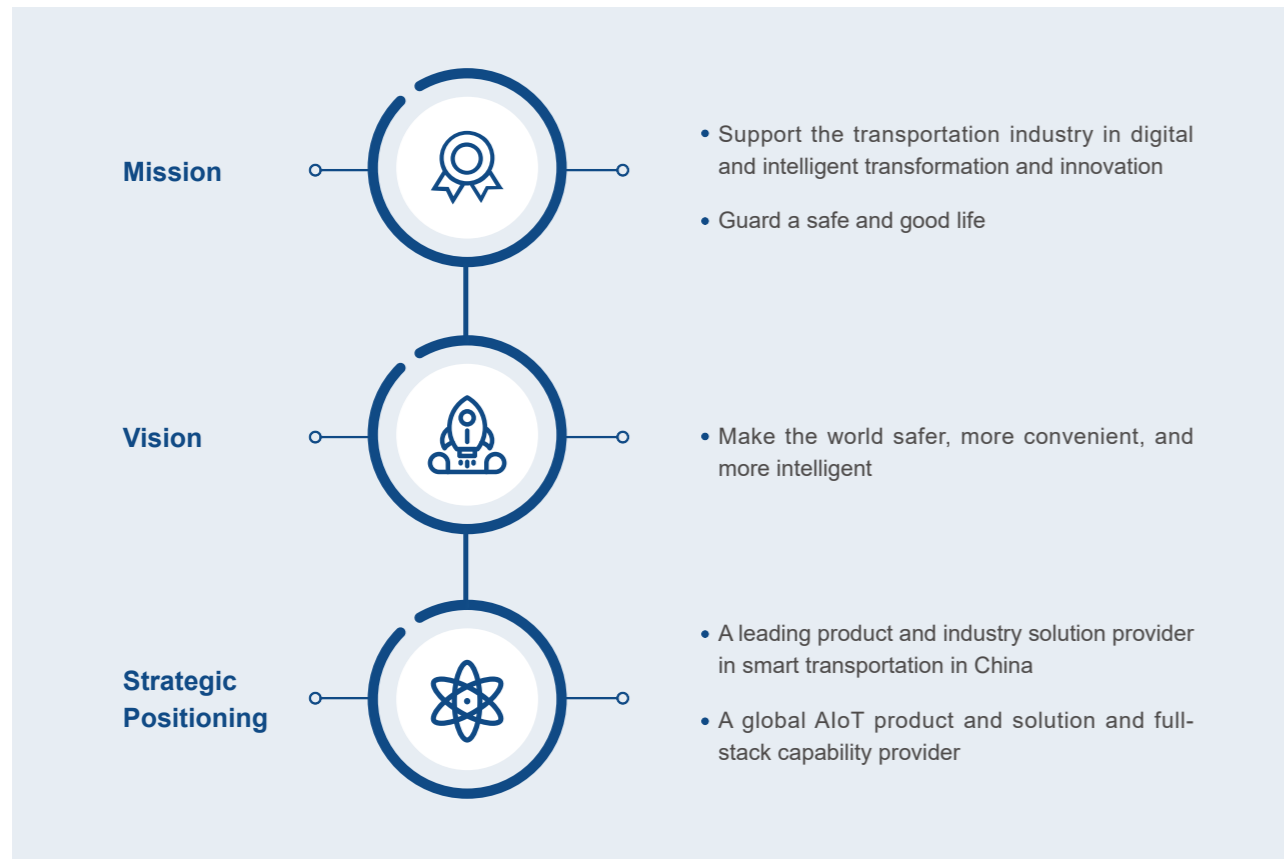 Mission
• Support the transportation industry in digital
and intelligent transformation and innovation
• Guard a safe and good life
Vision
• Make the world safer, more convenient, and
more intelligent
Strategic
Positioning
• A leading product and industry solution provider
in smart transportation in China
• A global AIoT product and solution and full-
stack capability provider